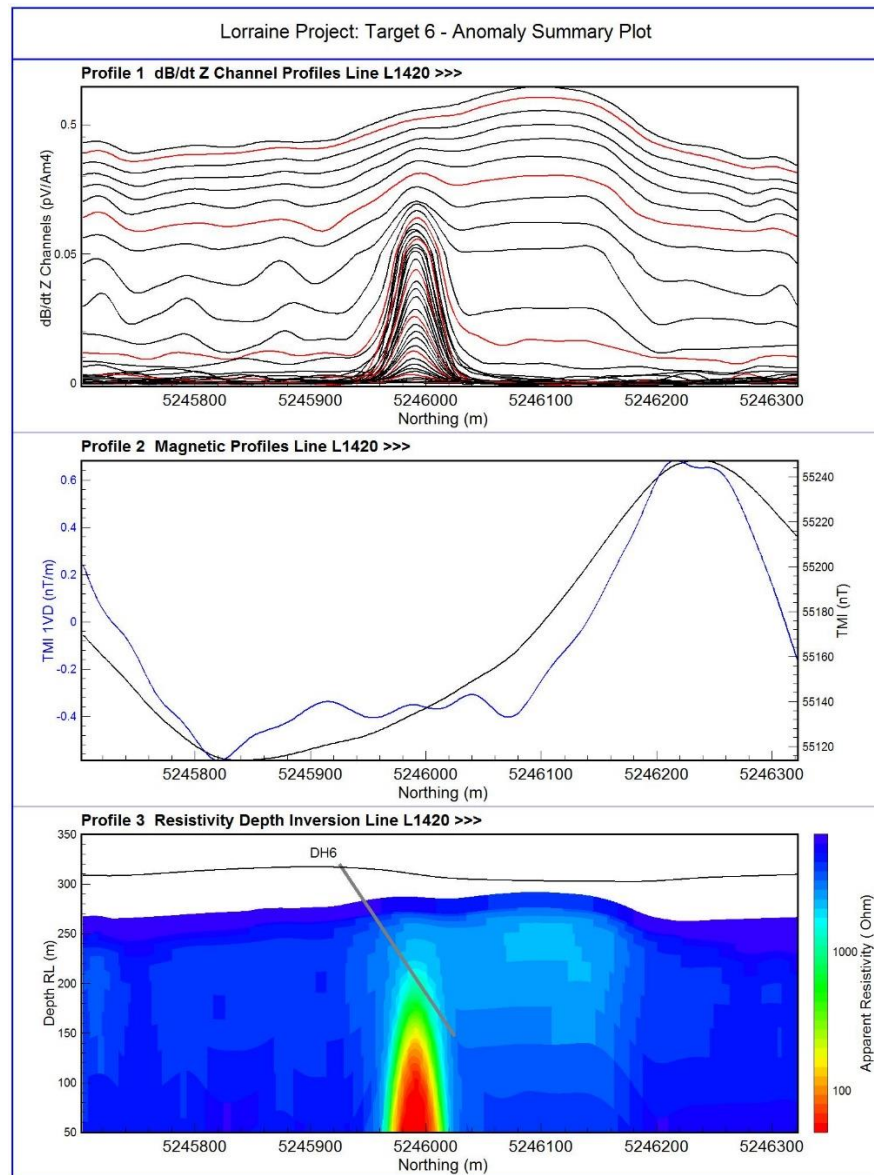 Lorraine Project: Target 6 - Anomaly Summary Plot
Profile 1 dB/dt Z Channel Profiles Line L1420 >>>
dB/dt Z Channels (pV/Am4)
0.5
0.05
0
5245800 5245900 5246000 5246100 5246200 5246300
Northing (m)
Profile 2 Magnetic Profiles Line L1420 >>>
TMI 1VD (nT/m)
0.6
0.4
0.2
0
-0.2
-0.4
55240
55220
55200
55180
55160
55140
55120
TMI (nT)
5245800 5245900 5246000 5246100 5246200 5246300
Northing (m)
Profile 3 Resistivity Depth Inversion Line L1420 >>>
Depth RL (m)
350
300
250
200
150
100
50
DH6
1000
100
Apparent Resistivity ( Ohm)
5245800 5245900 5246000 5246100 5246200 5246300
Northing (m)